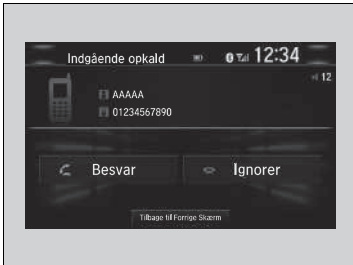 Indgående opkald 12:34
12
AAAAA
01234567890
Besvar Ignorer
Tilbage til Forrige Skærm